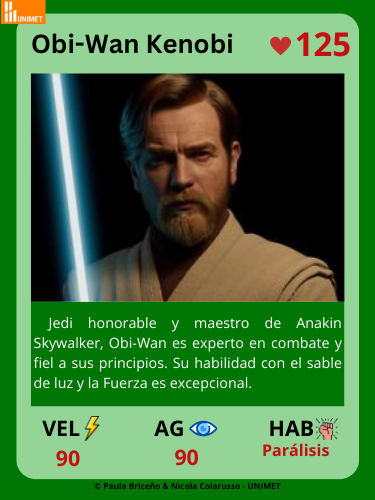 UNIMET
Obi-Wan Kenobi
125
Jedi honorable y maestro de Anakin
Skywalker, Obi-Wan es experto en combate y
fiel a sus principios. Su habilidad con el sable
de luz y la Fuerza es excepcional.
VEL AG HAB
90 90 Parálisis
© Paula Briceño & Nicola Colarusso - UNIMET